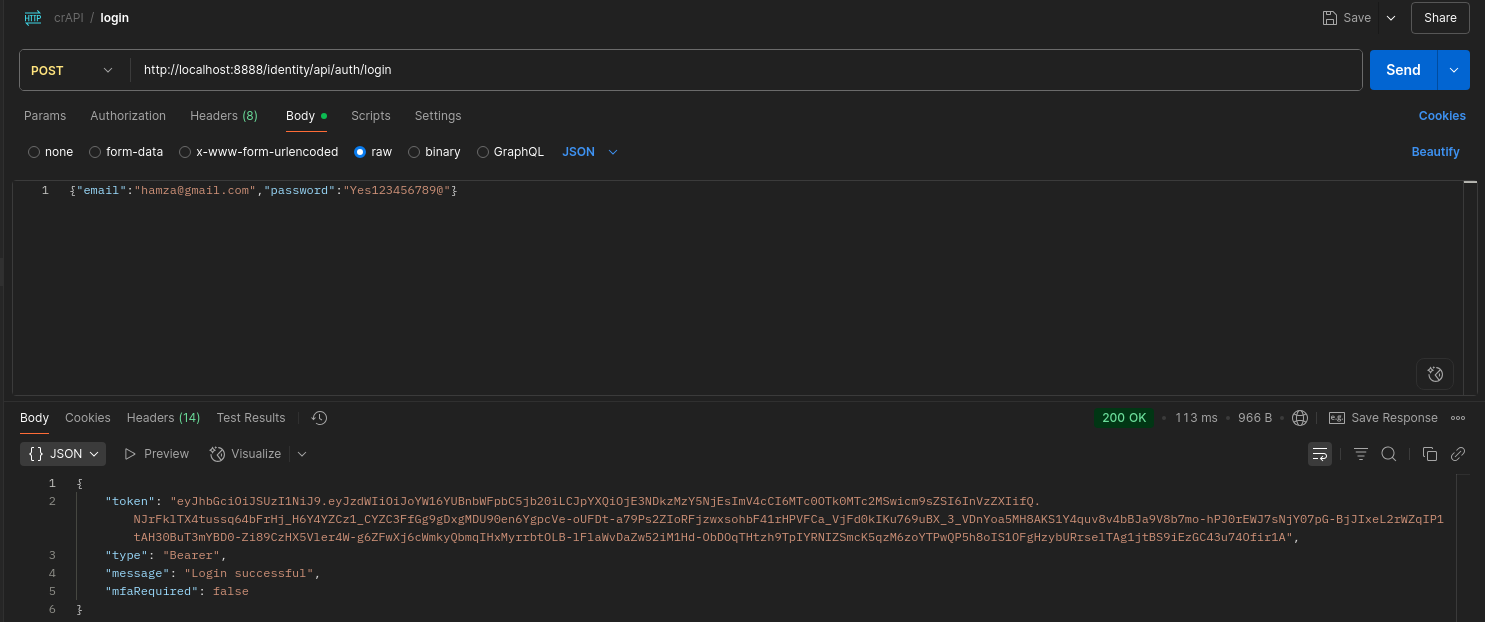 HTTP crAPI / login Save Share
POST http://localhost:8888/identity/api/auth/login Send
Params Authorization Headers (8) Body Scripts Settings Cookies
none form-data x-www-form-urlencoded raw binary GraphQL JSON Beautify
1 {"email":"hamza@gmail.com","password":"Yes123456789@"}
Body Cookies Headers (14) Test Results 200 OK • 113 ms • 966 B • e.g. Save Response
{} JSON Preview Visualize
1 {
2 "token": "eyJhbGciOiJSUzI1NiJ9.eyJzdWIiOiJoYW16YUBnbWFpbC5jb20iLCJpYXQiOjE3NDkzMzY5NjEsImV4cCI6MTc0OTk0MTc2MSwicm9sZSI6InVzZXIifQ.
NJrFklTX4tussq64bFrHj_H6Y4YZCz1_CYZC3FfGg9gDxgMDU90en6YgpcVe-oUFDt-a79Ps2ZIoRFjzwxsohbF41rHPVFCa_VjFd0kIKu769uBX_3_VDnYoa5MH8AKS1Y4quv8v4bBJa9V8b7mo-hPJ0rEWJ7sNjY07pG-BjJIxeL2rWZqIP1
tAH30BuT3mYBD0-Zi89CzHX5Vler4W-g6ZFwXj6cWmkyQbmqIHxMyrrbtOLB-lFlaWvDaZw52iM1Hd-ObDOqTHtzh9TpIYRNIZSmcK5qzM6zoYTPwQP5h8oIS1OFgHzybURrselTAg1jtBS9iEzGC43u74Ofir1A",
3 "type": "Bearer",
4 "message": "Login successful",
5 "mfaRequired": false
6 }